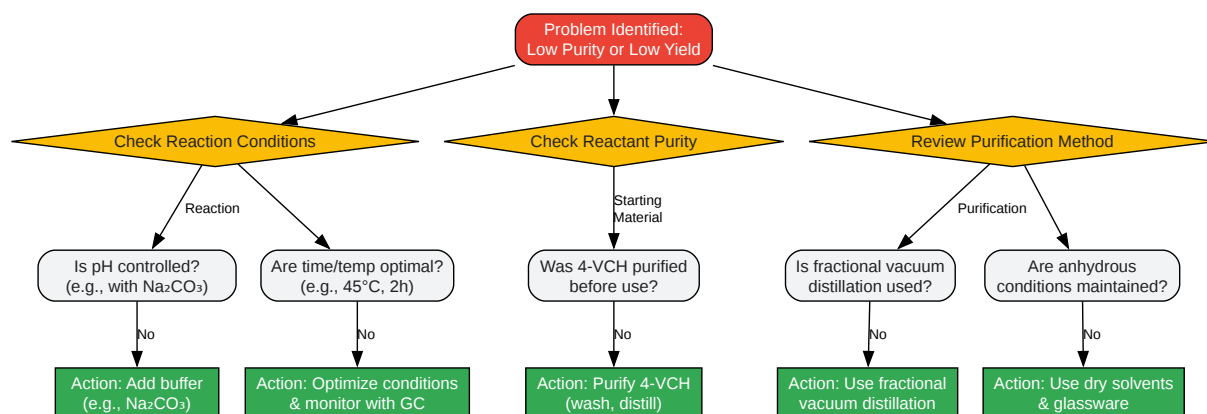 Problem Identified:
Low Purity or Low Yield
Check Reaction Conditions
Check Reactant Purity
Review Purification Method
Reaction
Starting
Material
Purification
Is pH controlled?
(e.g., with Na₂CO₃)
Are time/temp optimal?
(e.g., 45°C, 2h)
Was 4-VCH purified
before use?
Is fractional vacuum
distillation used?
Are anhydrous
conditions maintained?
No
No
No
No
No
Action: Add buffer
(e.g., Na₂CO₃)
Action: Optimize conditions
& monitor with GC
Action: Purify 4-VCH
(wash, distill)
Action: Use fractional
vacuum distillation
Action: Use dry solvents
& glassware